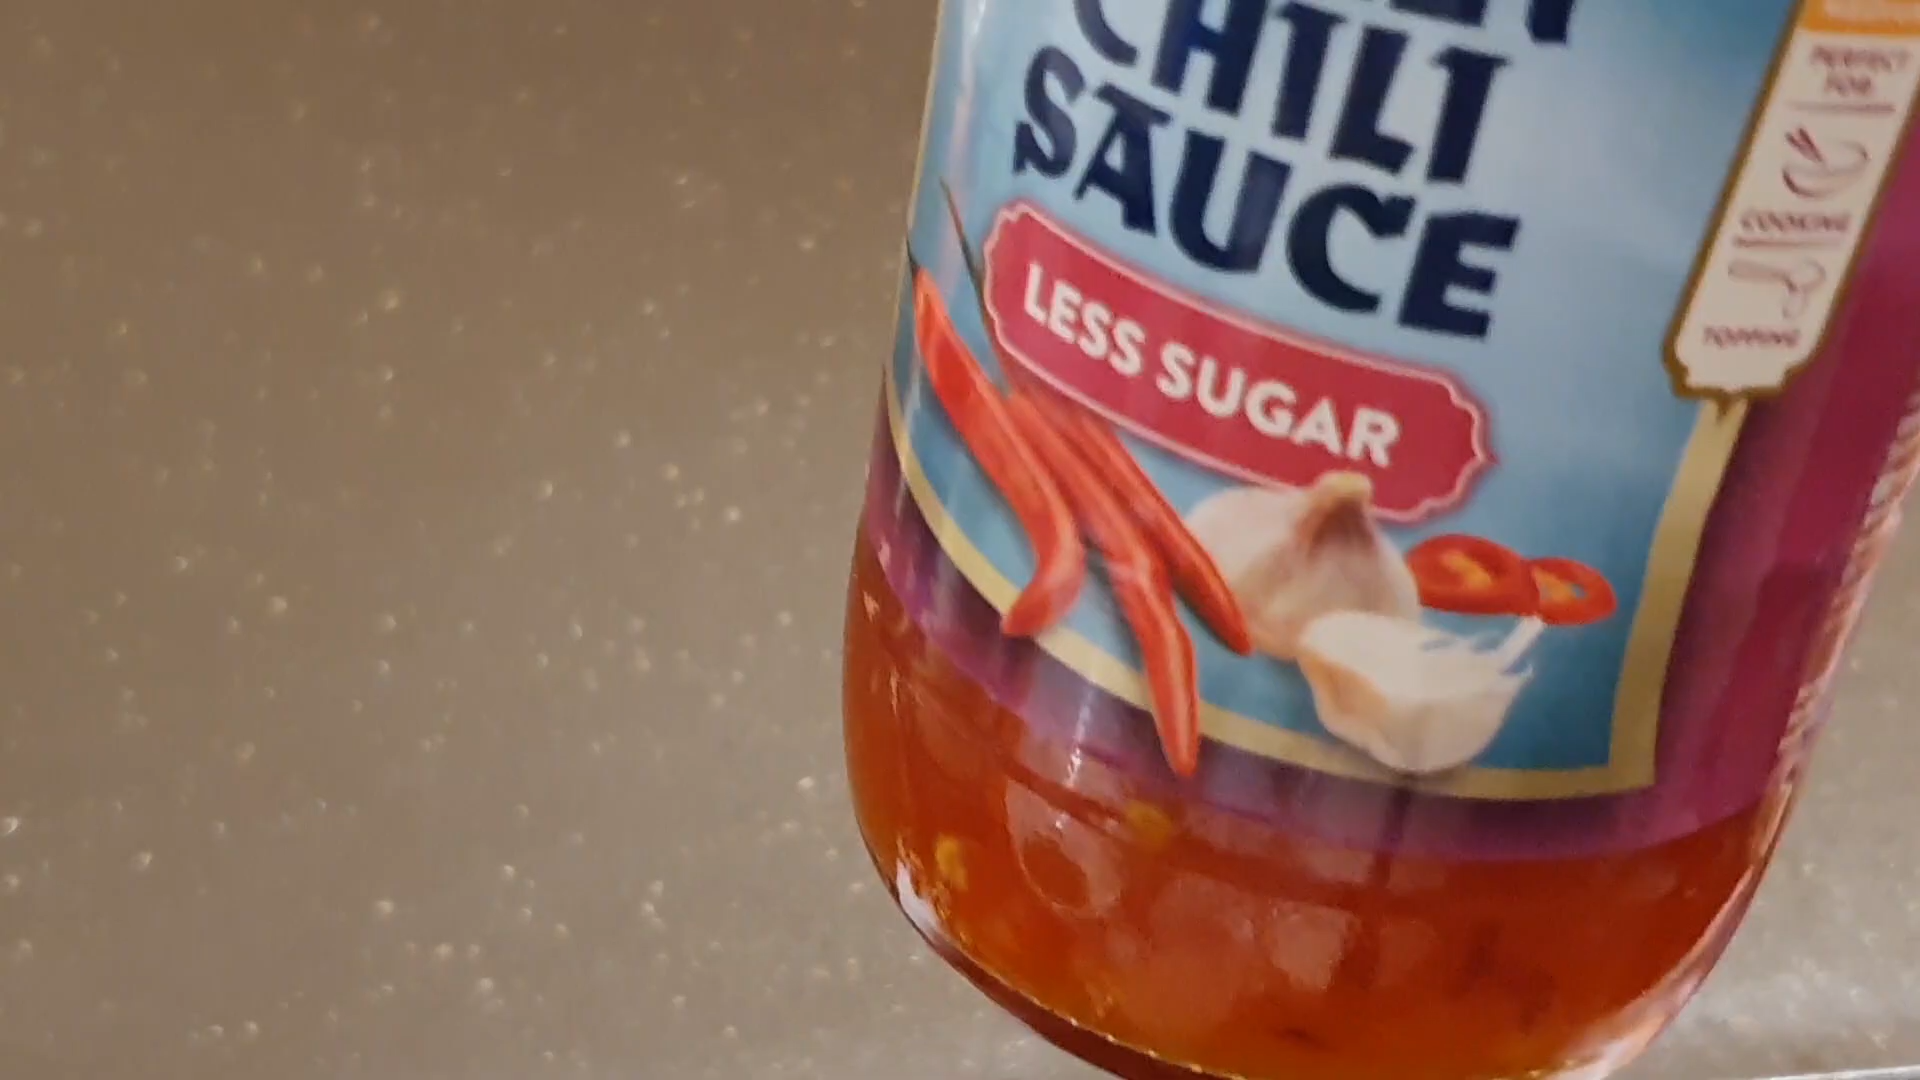 CHILI
SAUCE
LESS SUGAR
PERFECT
FOR
COOKING
TOPPING